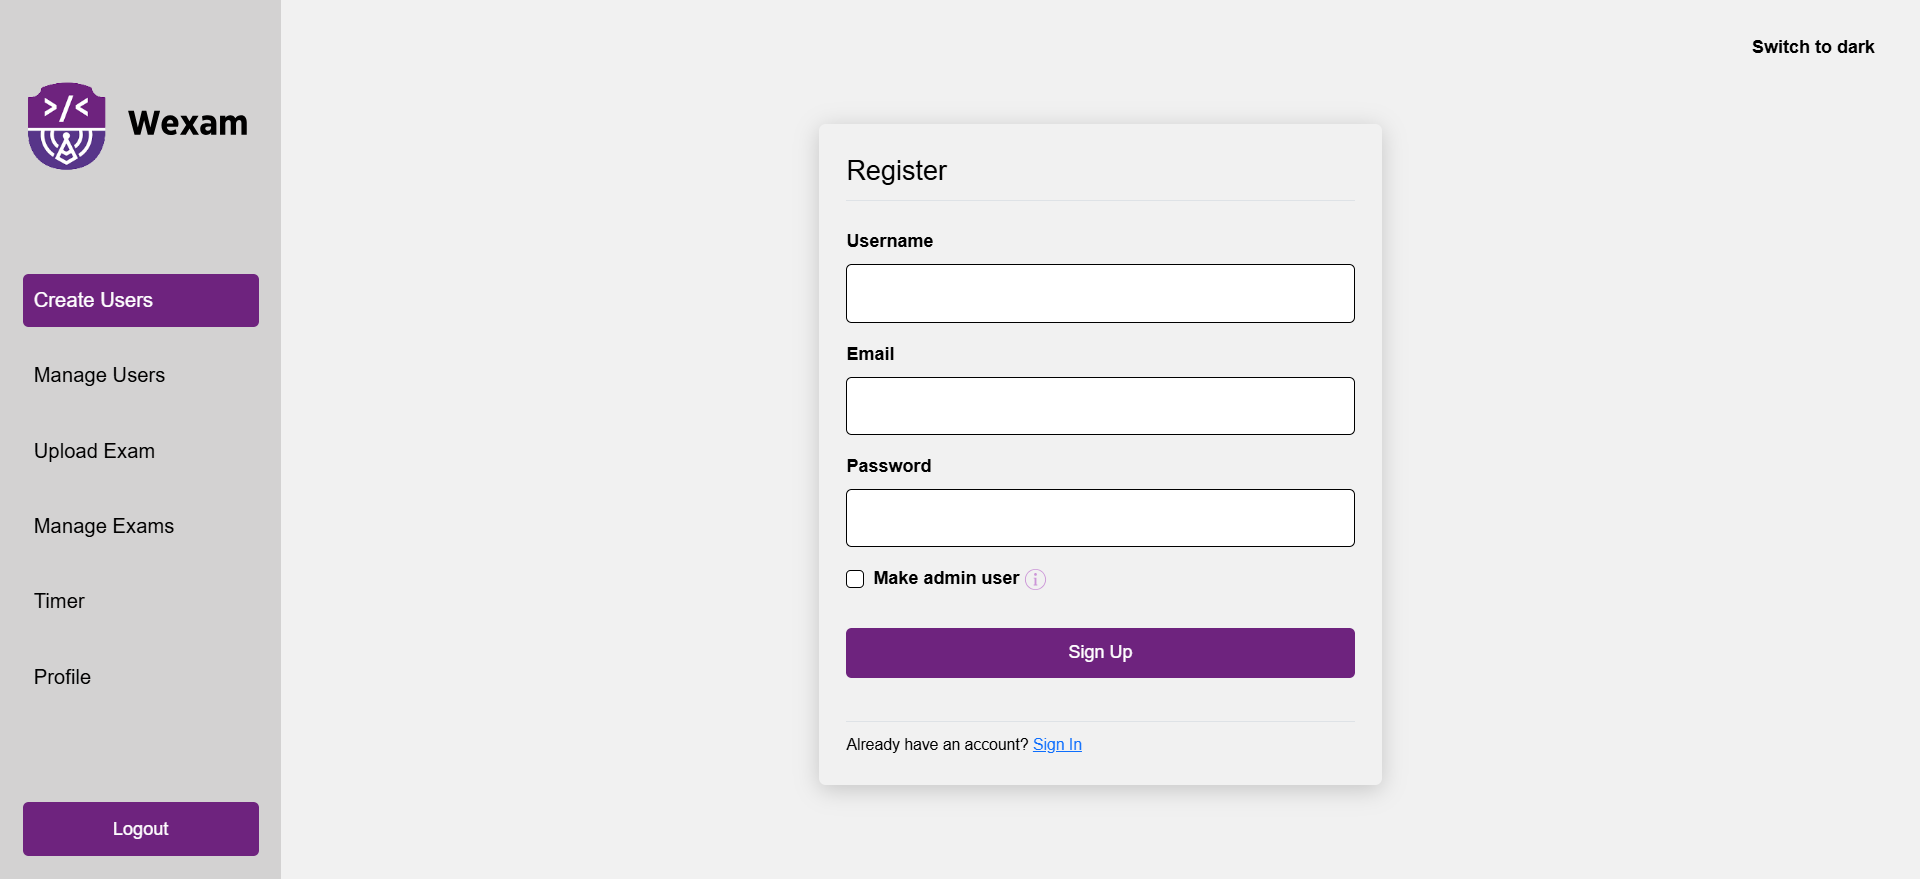 Switch to dark
>/<
Wexam
Create Users
Manage Users
Upload Exam
Manage Exams
Timer
Profile
Logout
Register
Username
Email
Password
Make admin user i
Sign Up
Already have an account? Sign In